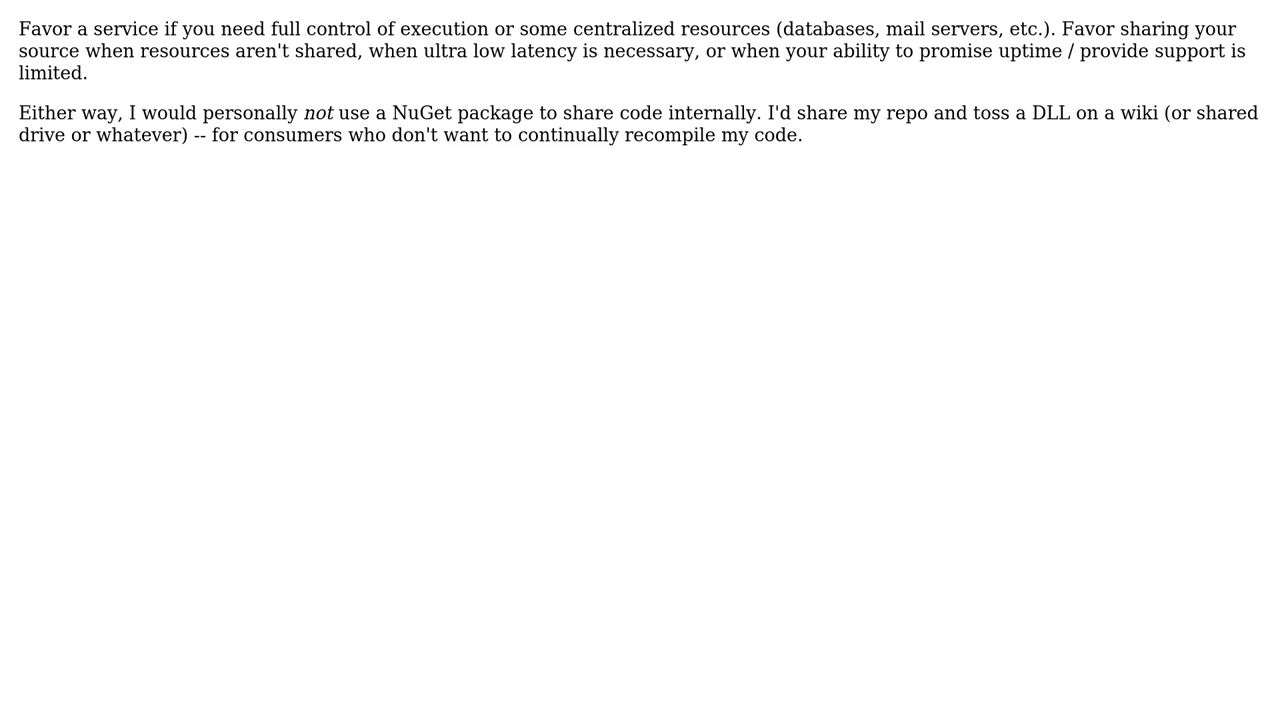 Favor a service if you need full control of execution or some centralized resources (databases, mail servers, etc.). Favor sharing your
source when resources aren't shared, when ultra low latency is necessary, or when your ability to promise uptime / provide support is
limited.
Either way, I would personally not use a NuGet package to share code internally. I'd share my repo and toss a DLL on a wiki (or shared
drive or whatever) -- for consumers who don't want to continually recompile my code.